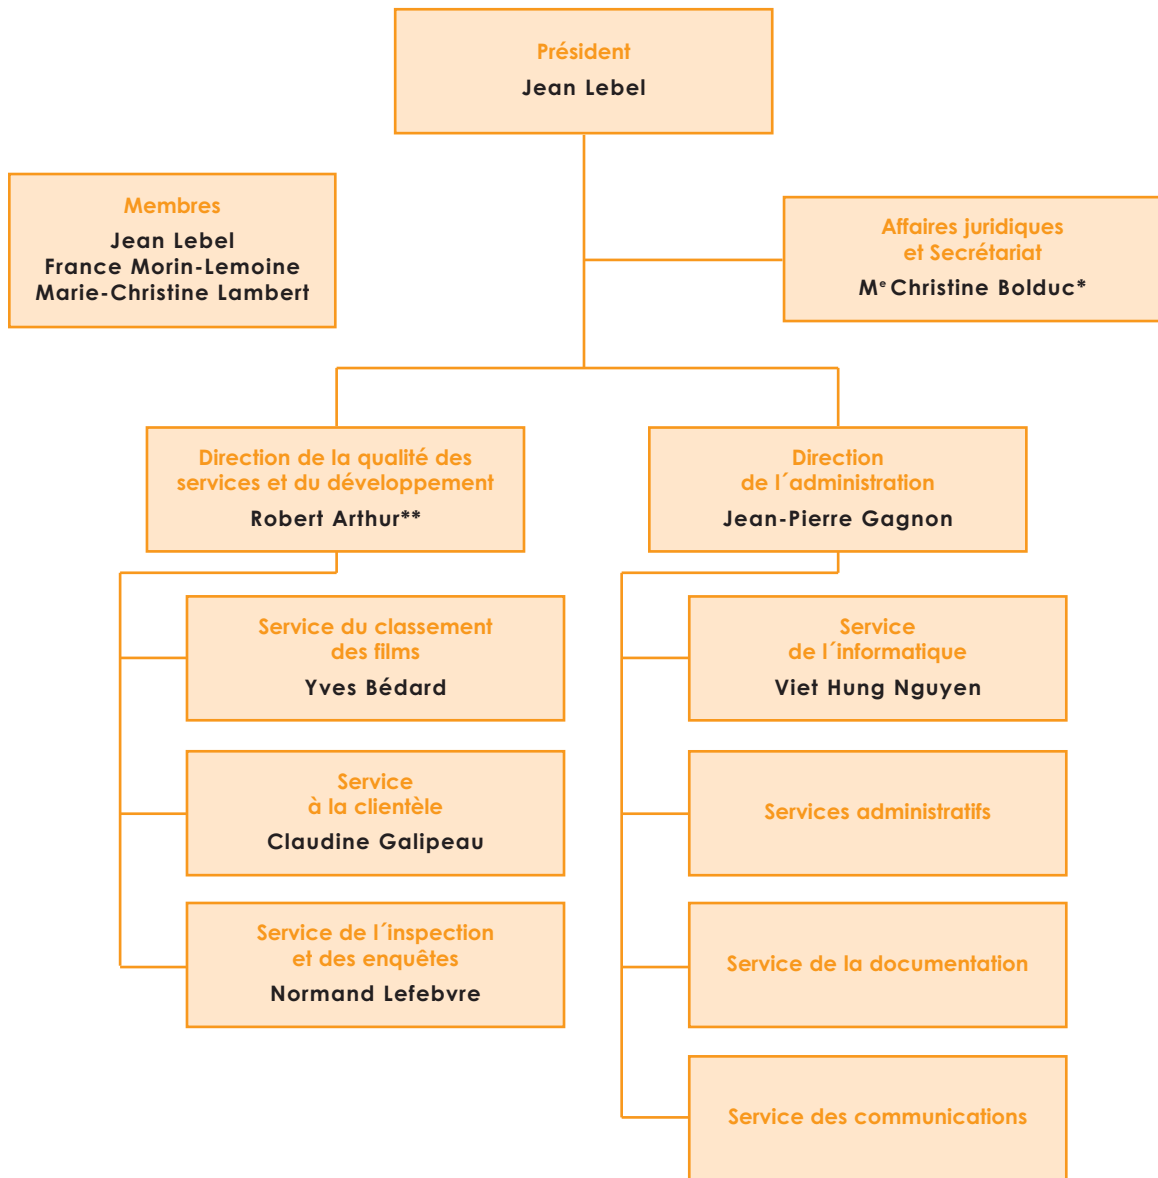 Président
Jean Lebel
Membres
Jean Lebel
France Morin-Lemoine
Marie-Christine Lambert
Affaires juridiques
et Secrétariat
Mᵉ Christine Bolduc*
Direction de la qualité des
services et du développement
Robert Arthur**
Direction
de l´administration
Jean-Pierre Gagnon
Service du classement
des films
Yves Bédard
Service
de l´informatique
Viet Hung Nguyen
Service
à la clientèle
Claudine Galipeau
Services administratifs
Service de l´inspection
et des enquêtes
Normand Lefebvre
Service de la documentation
Service des communications